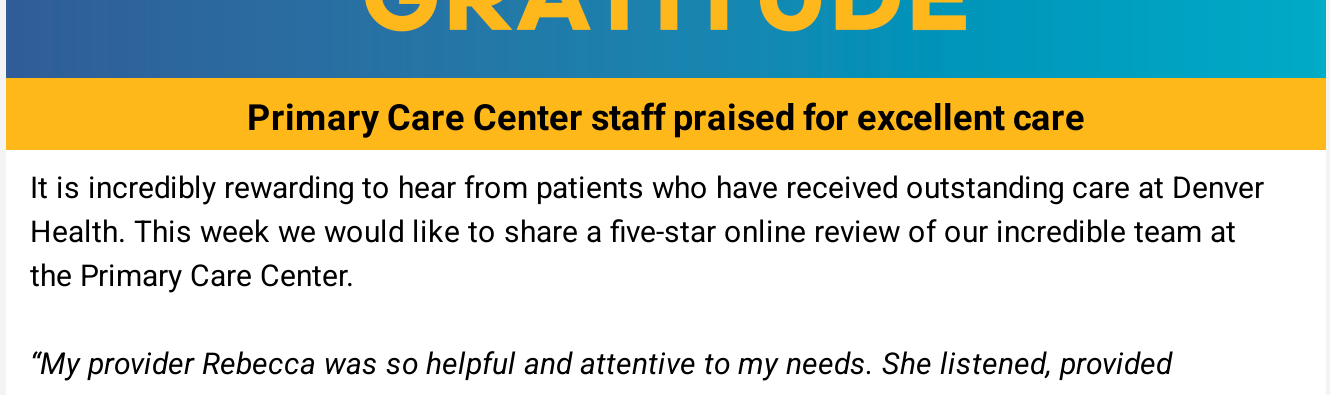 GRATITUDE
Primary Care Center staff praised for excellent care
It is incredibly rewarding to hear from patients who have received outstanding care at Denver
Health. This week we would like to share a five-star online review of our incredible team at
the Primary Care Center.
“My provider Rebecca was so helpful and attentive to my needs. She listened, provided